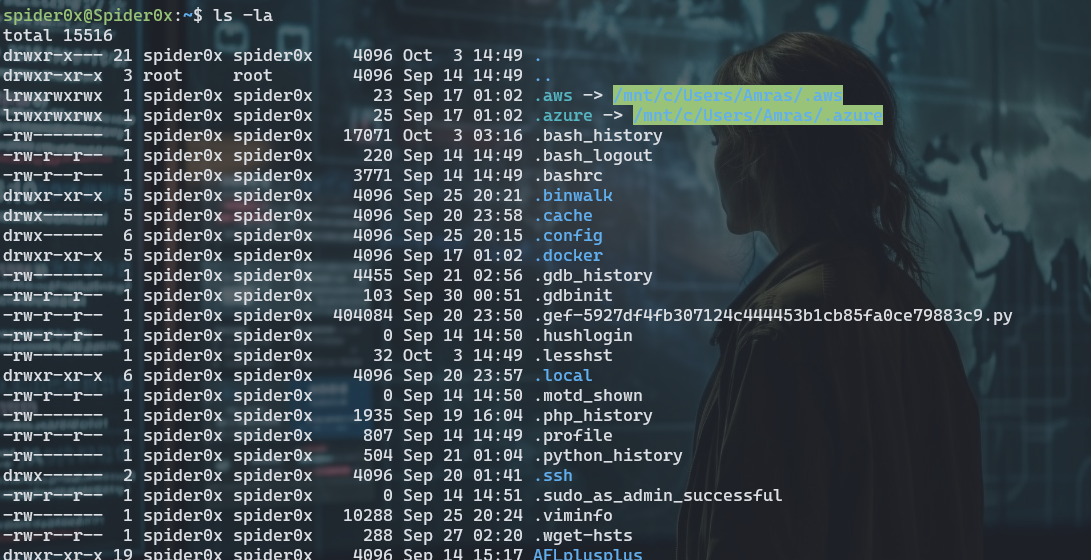 spider0x@Spider0x:~$ ls -la
total 15516
drwxr-x--- 21 spider0x spider0x    4096 Oct  3 14:49 .
drwxr-xr-x  3 root     root        4096 Sep 14 14:49 ..
lrwxrwxrwx  1 spider0x spider0x      23 Sep 17 01:02 .aws -> /mnt/c/Users/Amras/.aws
lrwxrwxrwx  1 spider0x spider0x      25 Sep 17 01:02 .azure -> /mnt/c/Users/Amras/.azure
-rw-------  1 spider0x spider0x   17071 Oct  3 03:16 .bash_history
-rw-r--r--  1 spider0x spider0x     220 Sep 14 14:49 .bash_logout
-rw-r--r--  1 spider0x spider0x    3771 Sep 14 14:49 .bashrc
drwxr-xr-x  5 spider0x spider0x    4096 Sep 25 20:21 .binwalk
drwx------  5 spider0x spider0x    4096 Sep 20 23:58 .cache
drwx------  6 spider0x spider0x    4096 Sep 25 20:15 .config
drwxr-xr-x  5 spider0x spider0x    4096 Sep 17 01:02 .docker
-rw-------  1 spider0x spider0x    4455 Sep 21 02:56 .gdb_history
-rw-r--r--  1 spider0x spider0x     103 Sep 30 00:51 .gdbinit
-rw-r--r--  1 spider0x spider0x  404084 Sep 20 23:50 .gef-5927df4fb307124c444453b1cb85fa0ce79883c9.py
-rw-r--r--  1 spider0x spider0x       0 Sep 14 14:50 .hushlogin
-rw-------  1 spider0x spider0x      32 Oct  3 14:49 .lesshst
drwxr-xr-x  6 spider0x spider0x    4096 Sep 20 23:57 .local
-rw-r--r--  1 spider0x spider0x       0 Sep 14 14:50 .motd_shown
-rw-------  1 spider0x spider0x    1935 Sep 19 16:04 .php_history
-rw-r--r--  1 spider0x spider0x     807 Sep 14 14:49 .profile
-rw-------  1 spider0x spider0x     504 Sep 21 01:04 .python_history
drwx------  2 spider0x spider0x    4096 Sep 20 01:41 .ssh
-rw-r--r--  1 spider0x spider0x       0 Sep 14 14:51 .sudo_as_admin_successful
-rw-------  1 spider0x spider0x   10288 Sep 25 20:24 .viminfo
-rw-r--r--  1 spider0x spider0x     288 Sep 27 02:20 .wget-hsts
drwxr-xr-x 19 spider0x spider0x    4096 Sep 14 15:17 AFLplusplus